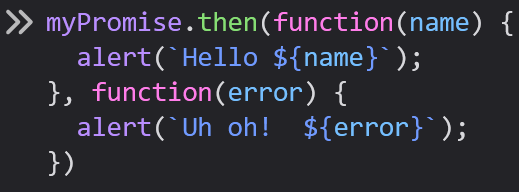 >> myPromise.then(function(name) {
  alert(`Hello ${name}`);
}, function(error) {
  alert(`Uh oh!  ${error}`);
})